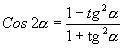 Cos 2α = (1 − tg²α) / (1 + tg²α)